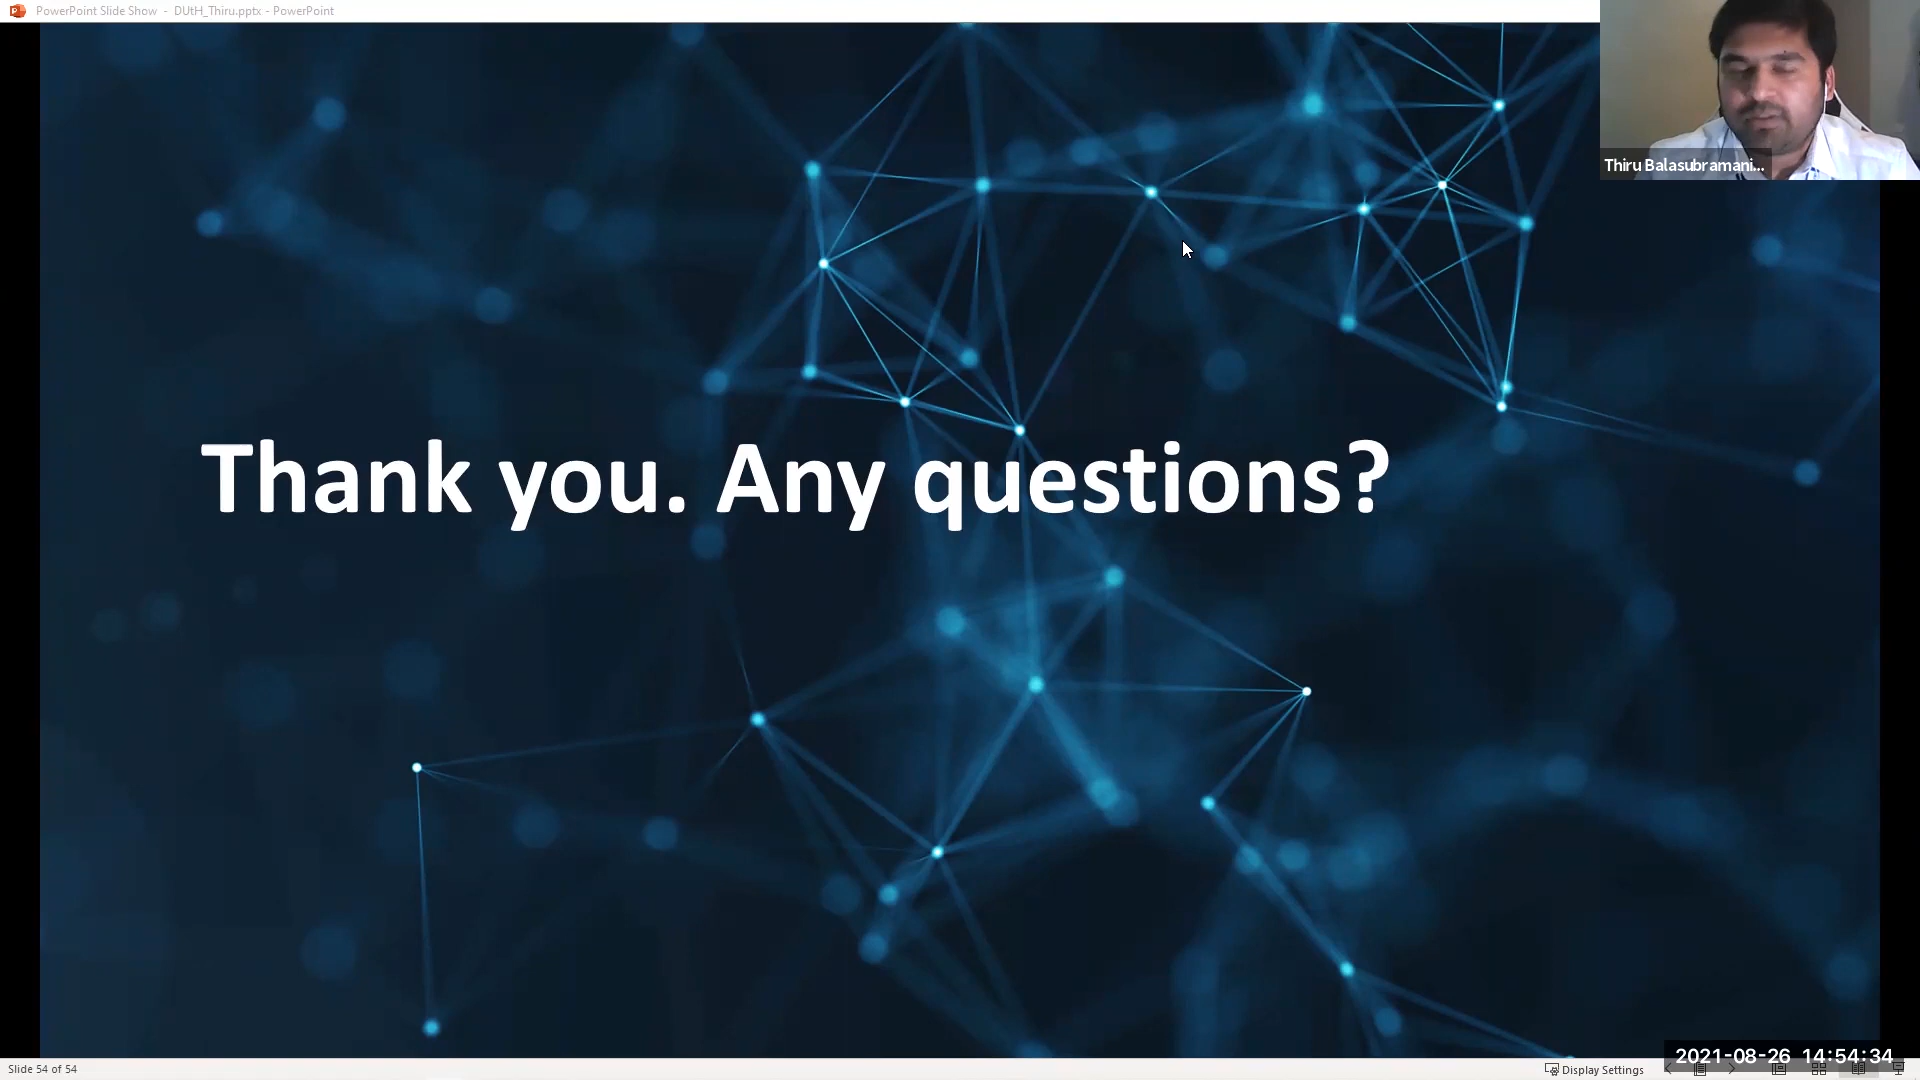 PowerPoint Slide Show - DUtH_Thiru.pptx - PowerPoint
Thiru Balasubramani...
Thank you. Any questions?
2021-08-26 14:54:34
Slide 54 of 54
Display Settings